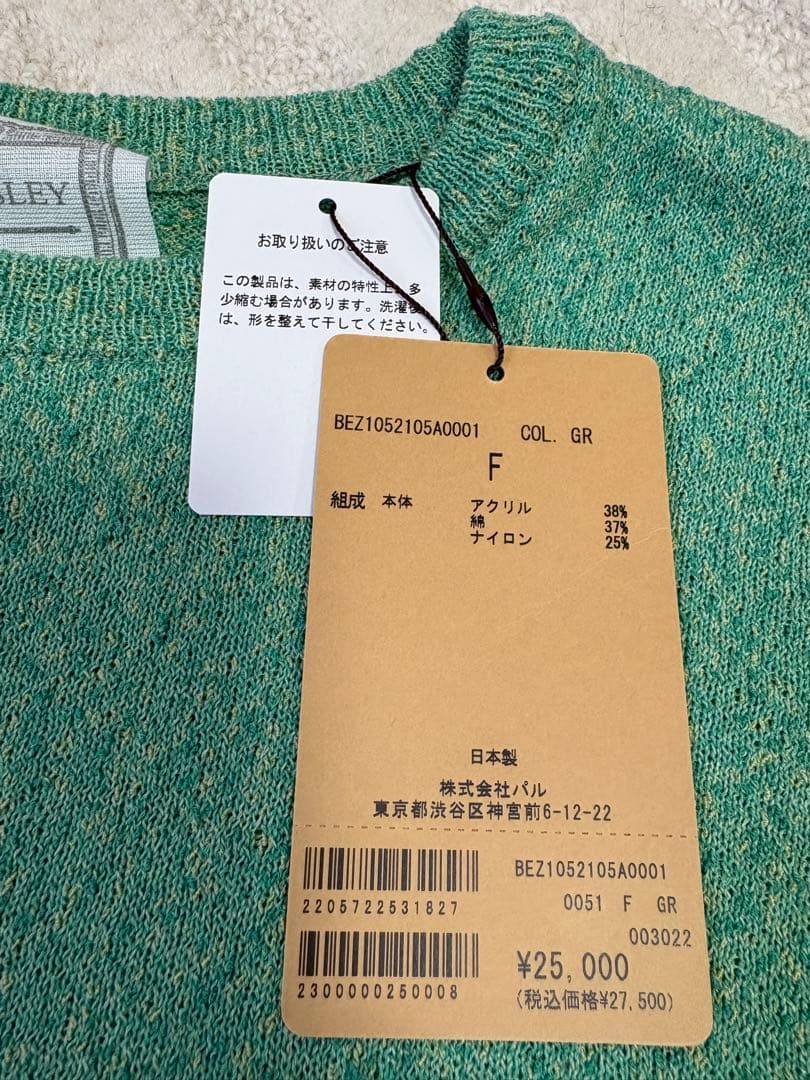 お取り扱いのご注意
この製品は、素材の特性上、多
少縮む場合があります。洗濯後
は、形を整えて干してください。
BEZ1052105A0001 COL. GR
F
組成 本体 アクリル 38%
綿 37%
ナイロン 25%
日本製
株式会社パル
東京都渋谷区神宮前6-12-22
BEZ1052105A0001
2205722531827
0051 F GR
003022
2300000250008
¥25,000
(税込価格¥27,500)